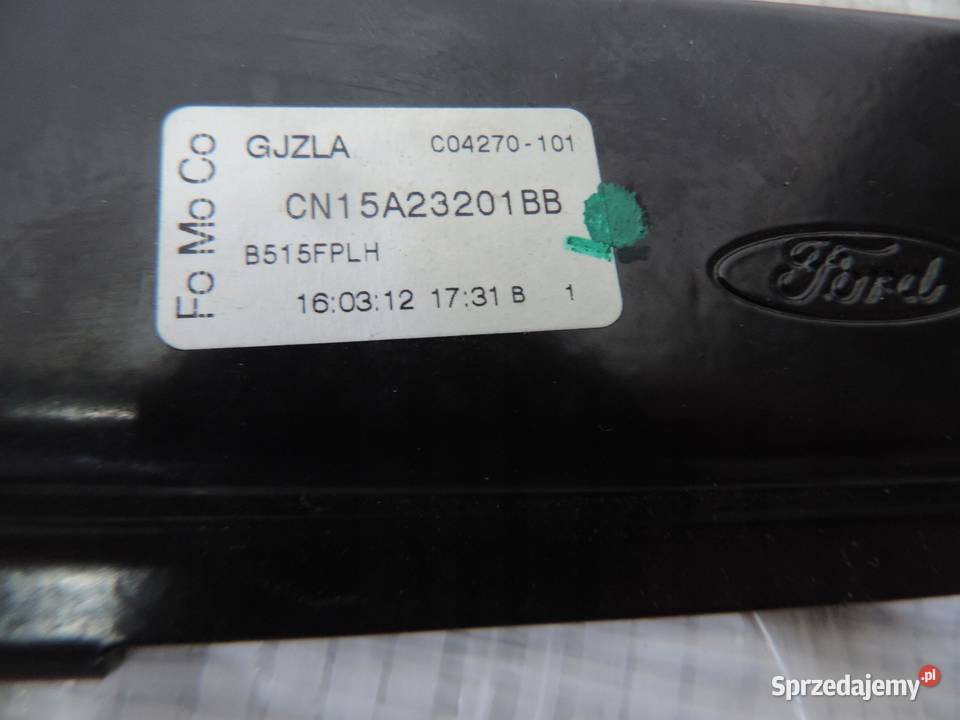 Fo Mo Co
GJZLA C04270-101
CN15A23201BB
B515FPLH
16:03:12 17:31 B 1
Ford
Sprzedajemy.pl